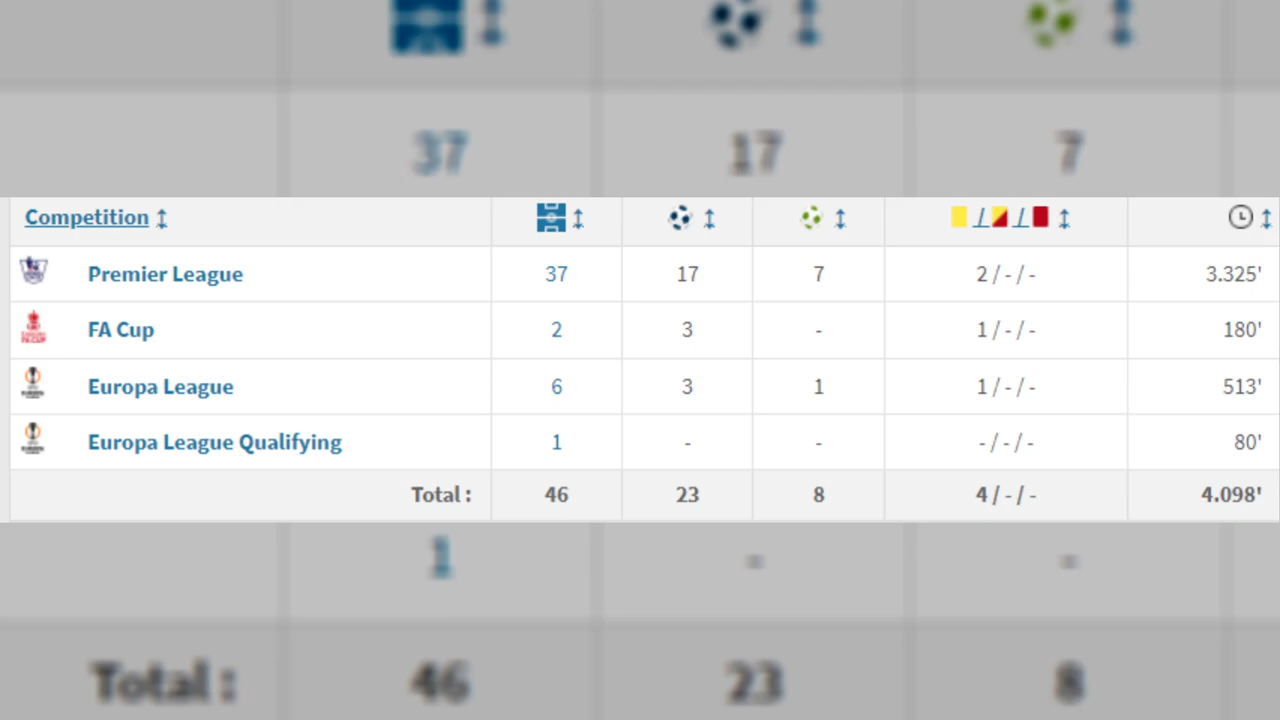 37 17 7
Competition
Premier League 37 17 7 2 / - / - 3.325'
FA Cup 2 3 - 1 / - / - 180'
Europa League 6 3 1 1 / - / - 513'
Europa League Qualifying 1 - - - / - / - 80'
Total : 46 23 8 4 / - / - 4.098'
1 - -
Total : 46 23 8